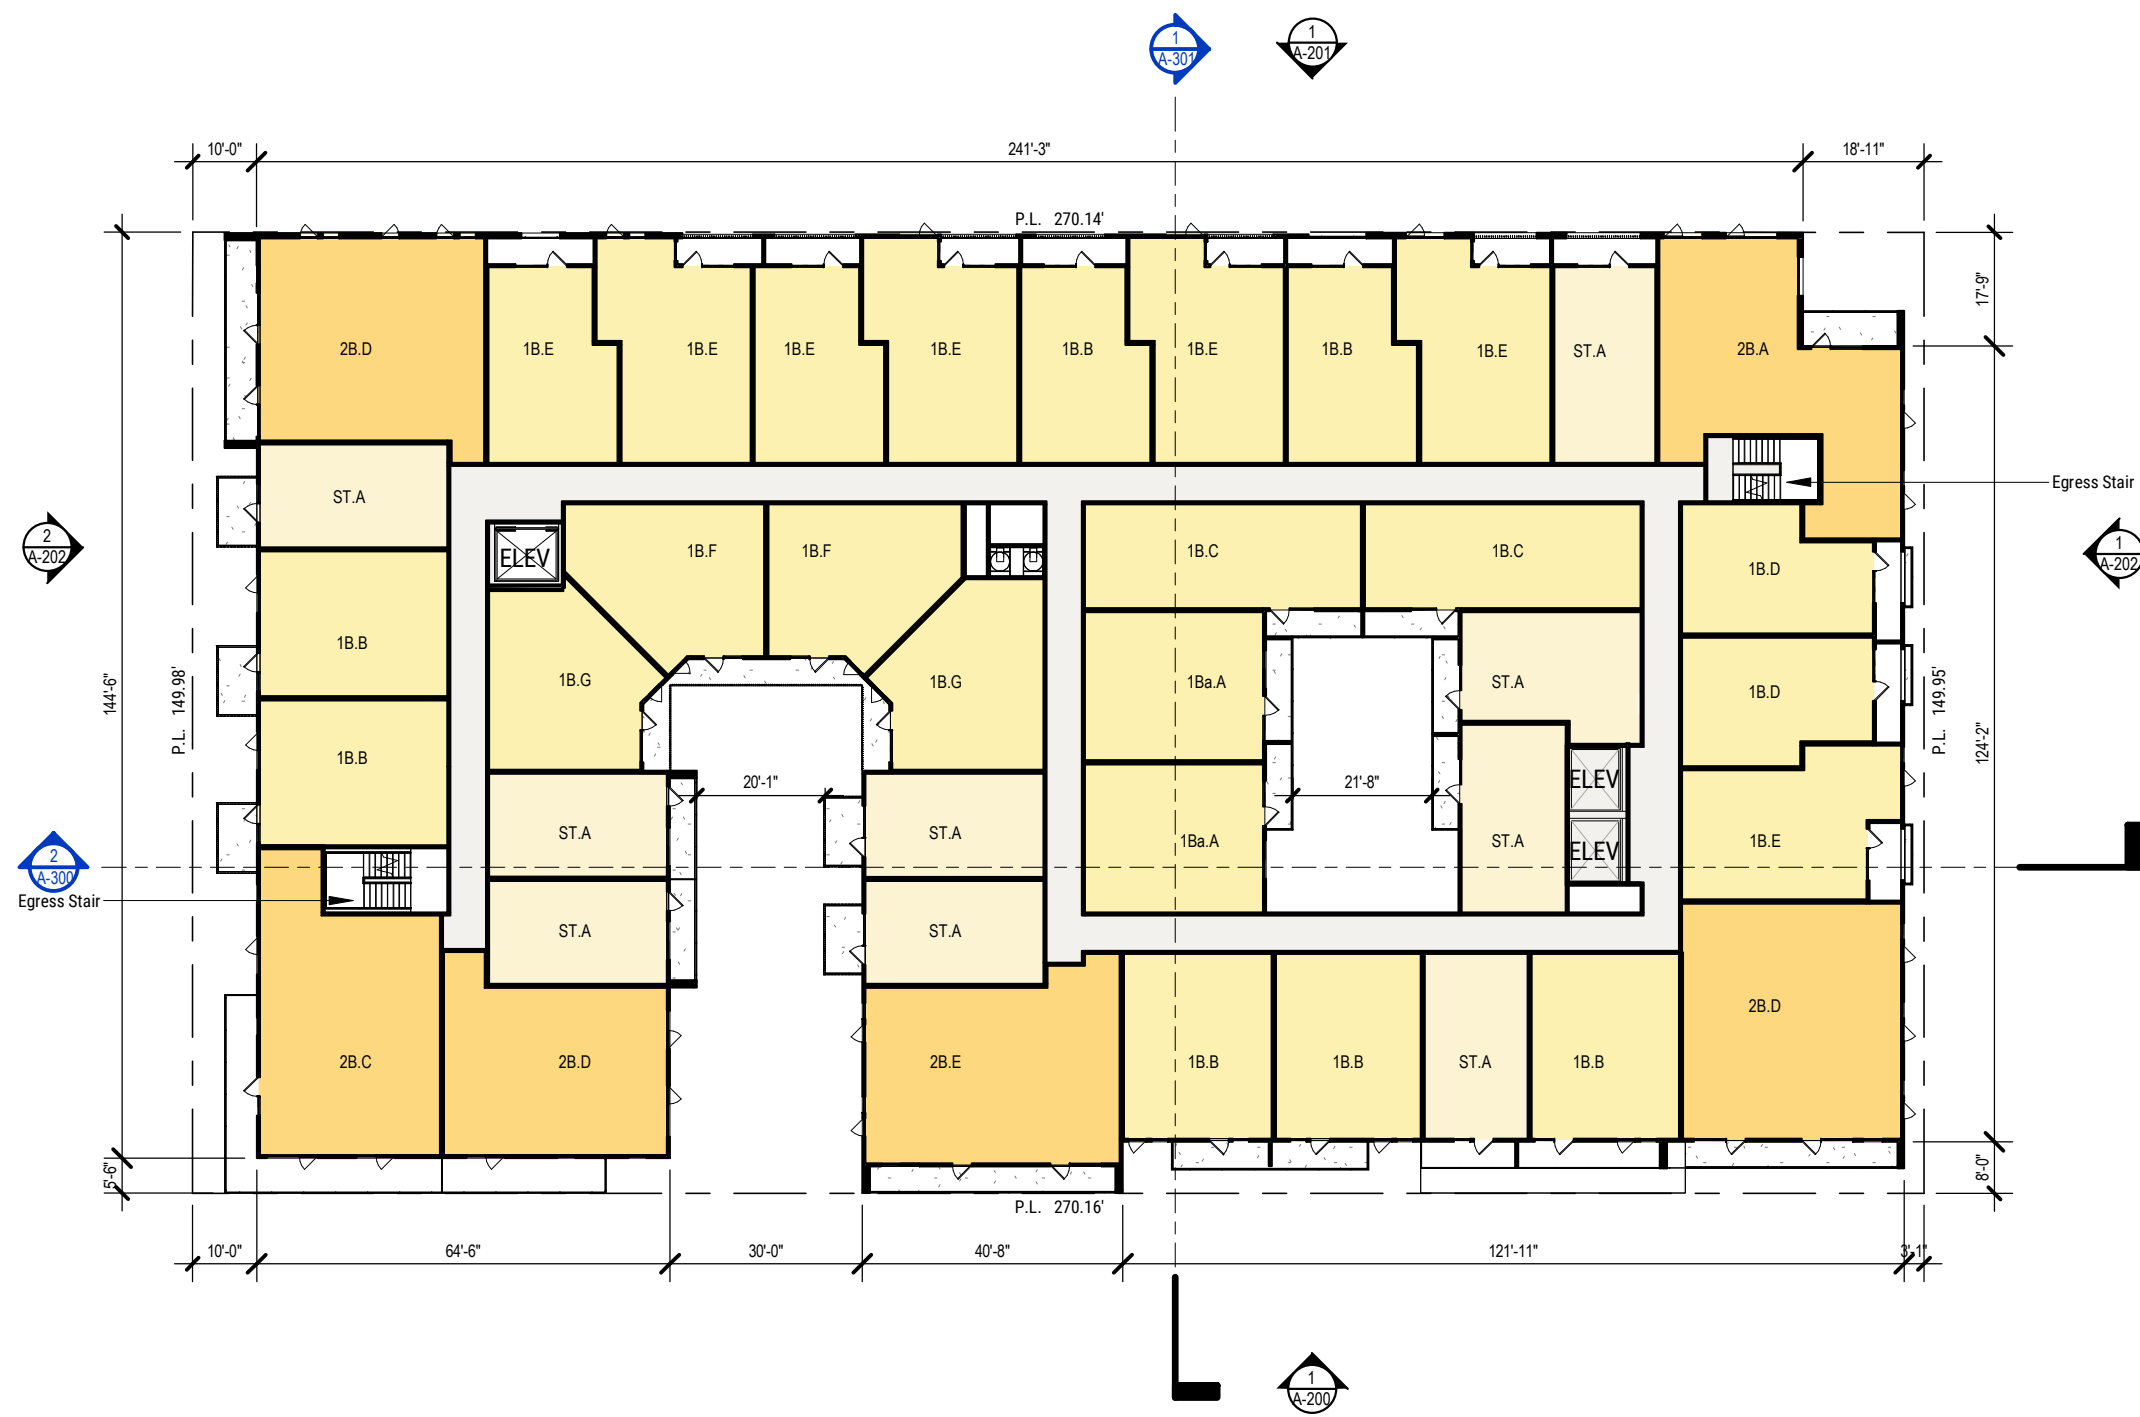 1
A-301
1
A-201
10'-0"
241'-3"
18'-11"
P.L. 270.14'
17'-9"
2B.D
1B.E
1B.E
1B.E
1B.E
1B.B
1B.E
1B.B
1B.E
ST.A
2B.A
Egress Stair
ST.A
2
A-202
ELEV
1B.F
1B.F
1B.C
1B.C
1B.D
1
A-202
1B.B
144'-6"
P.L. 149.98'
1B.G
1B.G
1Ba.A
ST.A
1B.D
P.L. 149.95'
124'-2"
1B.B
20'-1"
21'-8"
ELEV
ST.A
ST.A
1Ba.A
ST.A
ELEV
1B.E
2
A-300
Egress Stair
ST.A
ST.A
2B.D
2B.C
2B.D
2B.E
1B.B
1B.B
ST.A
1B.B
5'-6"
8'-0"
P.L. 270.16'
10'-0"
64'-6"
30'-0"
40'-8"
121'-11"
3'-1"
1
A-200